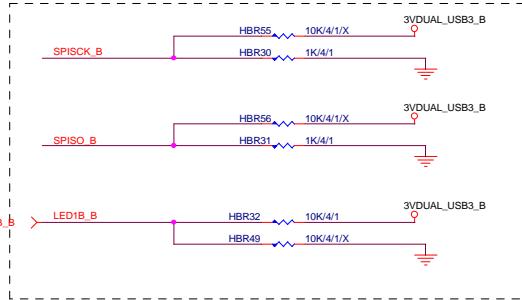 3VDUAL_USB3_B
HBR55 10K/4/1/X
SPISCK_B HBR30 1K/4/1
3VDUAL_USB3_B
HBR56 10K/4/1/X
SPISO_B HBR31 1K/4/1
3VDUAL_USB3_B
_B LED1B_B HBR32 10K/4/1
HBR49 10K/4/1/X